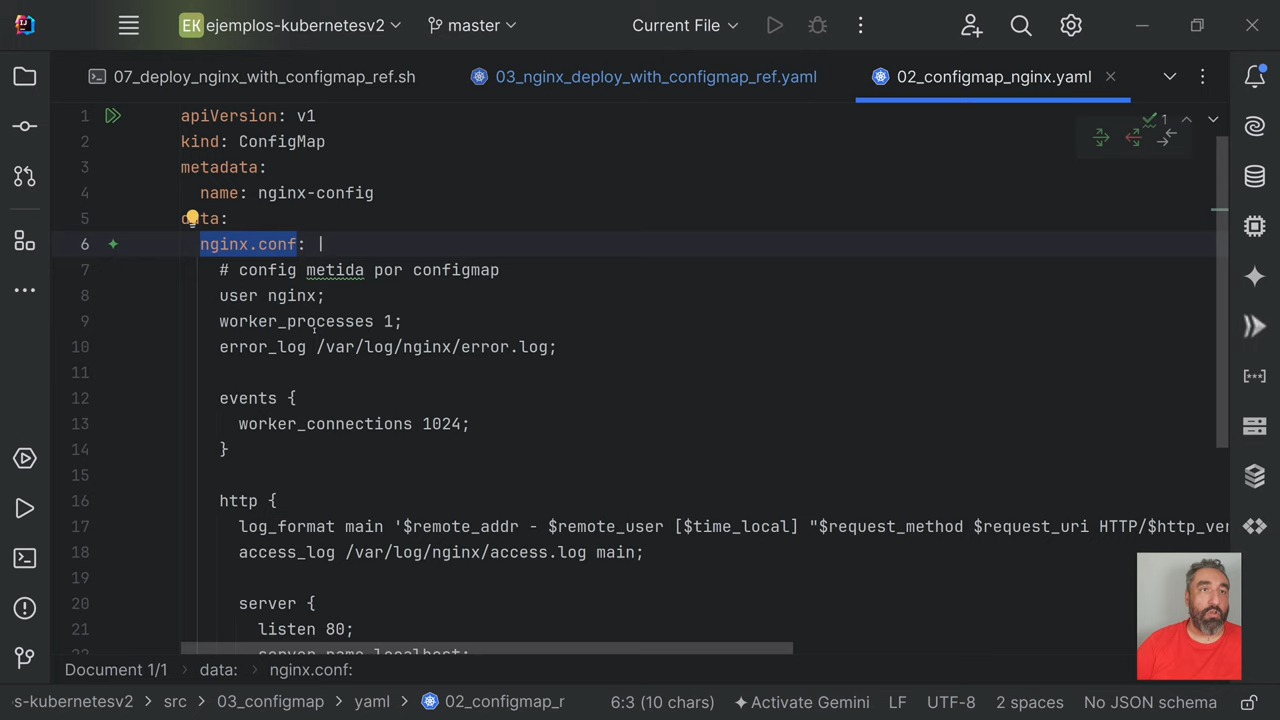 EK ejemplos-kubernetesv2 master Current File
07_deploy_nginx_with_configmap_ref.sh 03_nginx_deploy_with_configmap_ref.yaml 02_configmap_nginx.yaml
1 apiVersion: v1
1
2 kind: ConfigMap
3 metadata:
4 name: nginx-config
5 data:
6 nginx.conf: |
7 # config metida por configmap
8 user nginx;
9 worker_processes 1;
10 error_log /var/log/nginx/error.log;
11
12 events {
13 worker_connections 1024;
14 }
15
16 http {
17 log_format main '$remote_addr - $remote_user [$time_local] "$request_method $request_uri HTTP/$http_ver
18 access_log /var/log/nginx/access.log main;
19
20 server {
21 listen 80;
22 server_name localhost;
Document 1/1 data: nginx.conf:
s-kubernetesv2 src 03_configmap yaml 02_configmap_r 6:3 (10 chars) Activate Gemini LF UTF-8 2 spaces No JSON schema